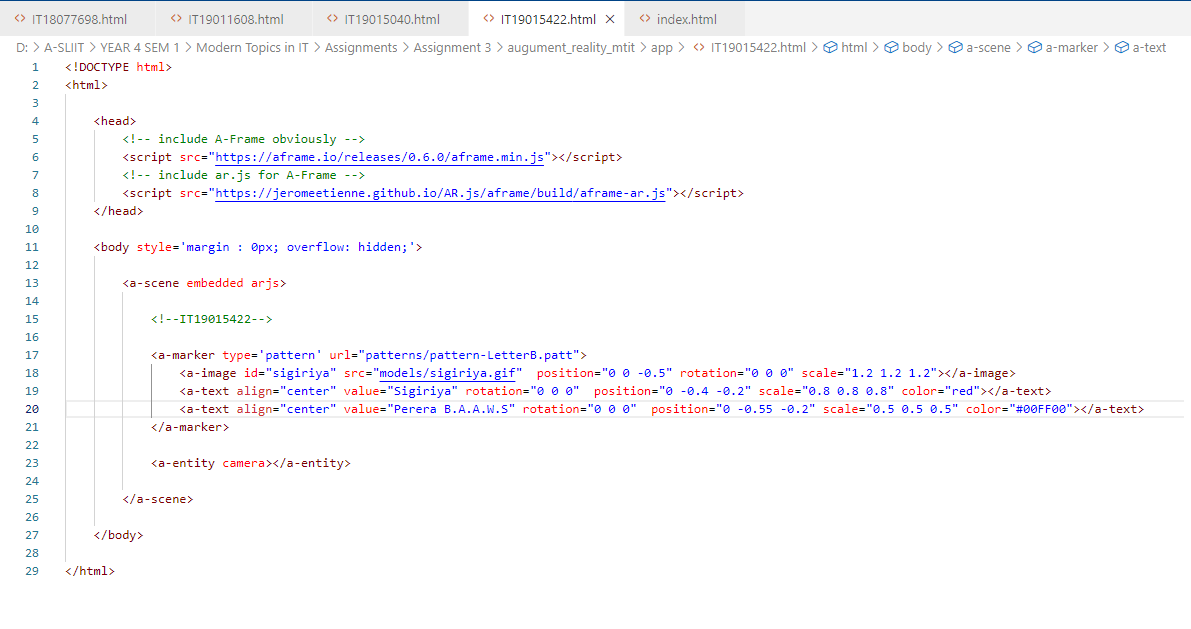 <> IT18077698.html <> IT19011608.html <> IT19015040.html <> IT19015422.html × <> index.html
D: > A-SLIIT > YEAR 4 SEM 1 > Modern Topics in IT > Assignments > Assignment 3 > augument_reality_mtit > app > <> IT19015422.html > html > body > a-scene > a-marker > a-text
1 <!DOCTYPE html>
2 <html>
3
4 <head>
5 <!-- include A-Frame obviously -->
6 <script src="https://aframe.io/releases/0.6.0/aframe.min.js"></script>
7 <!-- include ar.js for A-Frame -->
8 <script src="https://jeromeetienne.github.io/AR.js/aframe/build/aframe-ar.js"></script>
9 </head>
10
11 <body style='margin : 0px; overflow: hidden;'>
12
13 <a-scene embedded arjs>
14
15 <!--IT19015422-->
16
17 <a-marker type='pattern' url="patterns/pattern-LetterB.patt">
18 <a-image id="sigiriya" src="models/sigiriya.gif"  position="0 0 -0.5" rotation="0 0 0" scale="1.2 1.2 1.2"></a-image>
19 <a-text align="center" value="Sigiriya" rotation="0 0 0"  position="0 -0.4 -0.2" scale="0.8 0.8 0.8" color="red"></a-text>
20 <a-text align="center" value="Perera B.A.A.W.S" rotation="0 0 0"  position="0 -0.55 -0.2" scale="0.5 0.5 0.5" color="#00FF00"></a-text>
21 </a-marker>
22
23 <a-entity camera></a-entity>
24
25 </a-scene>
26
27 </body>
28
29 </html>